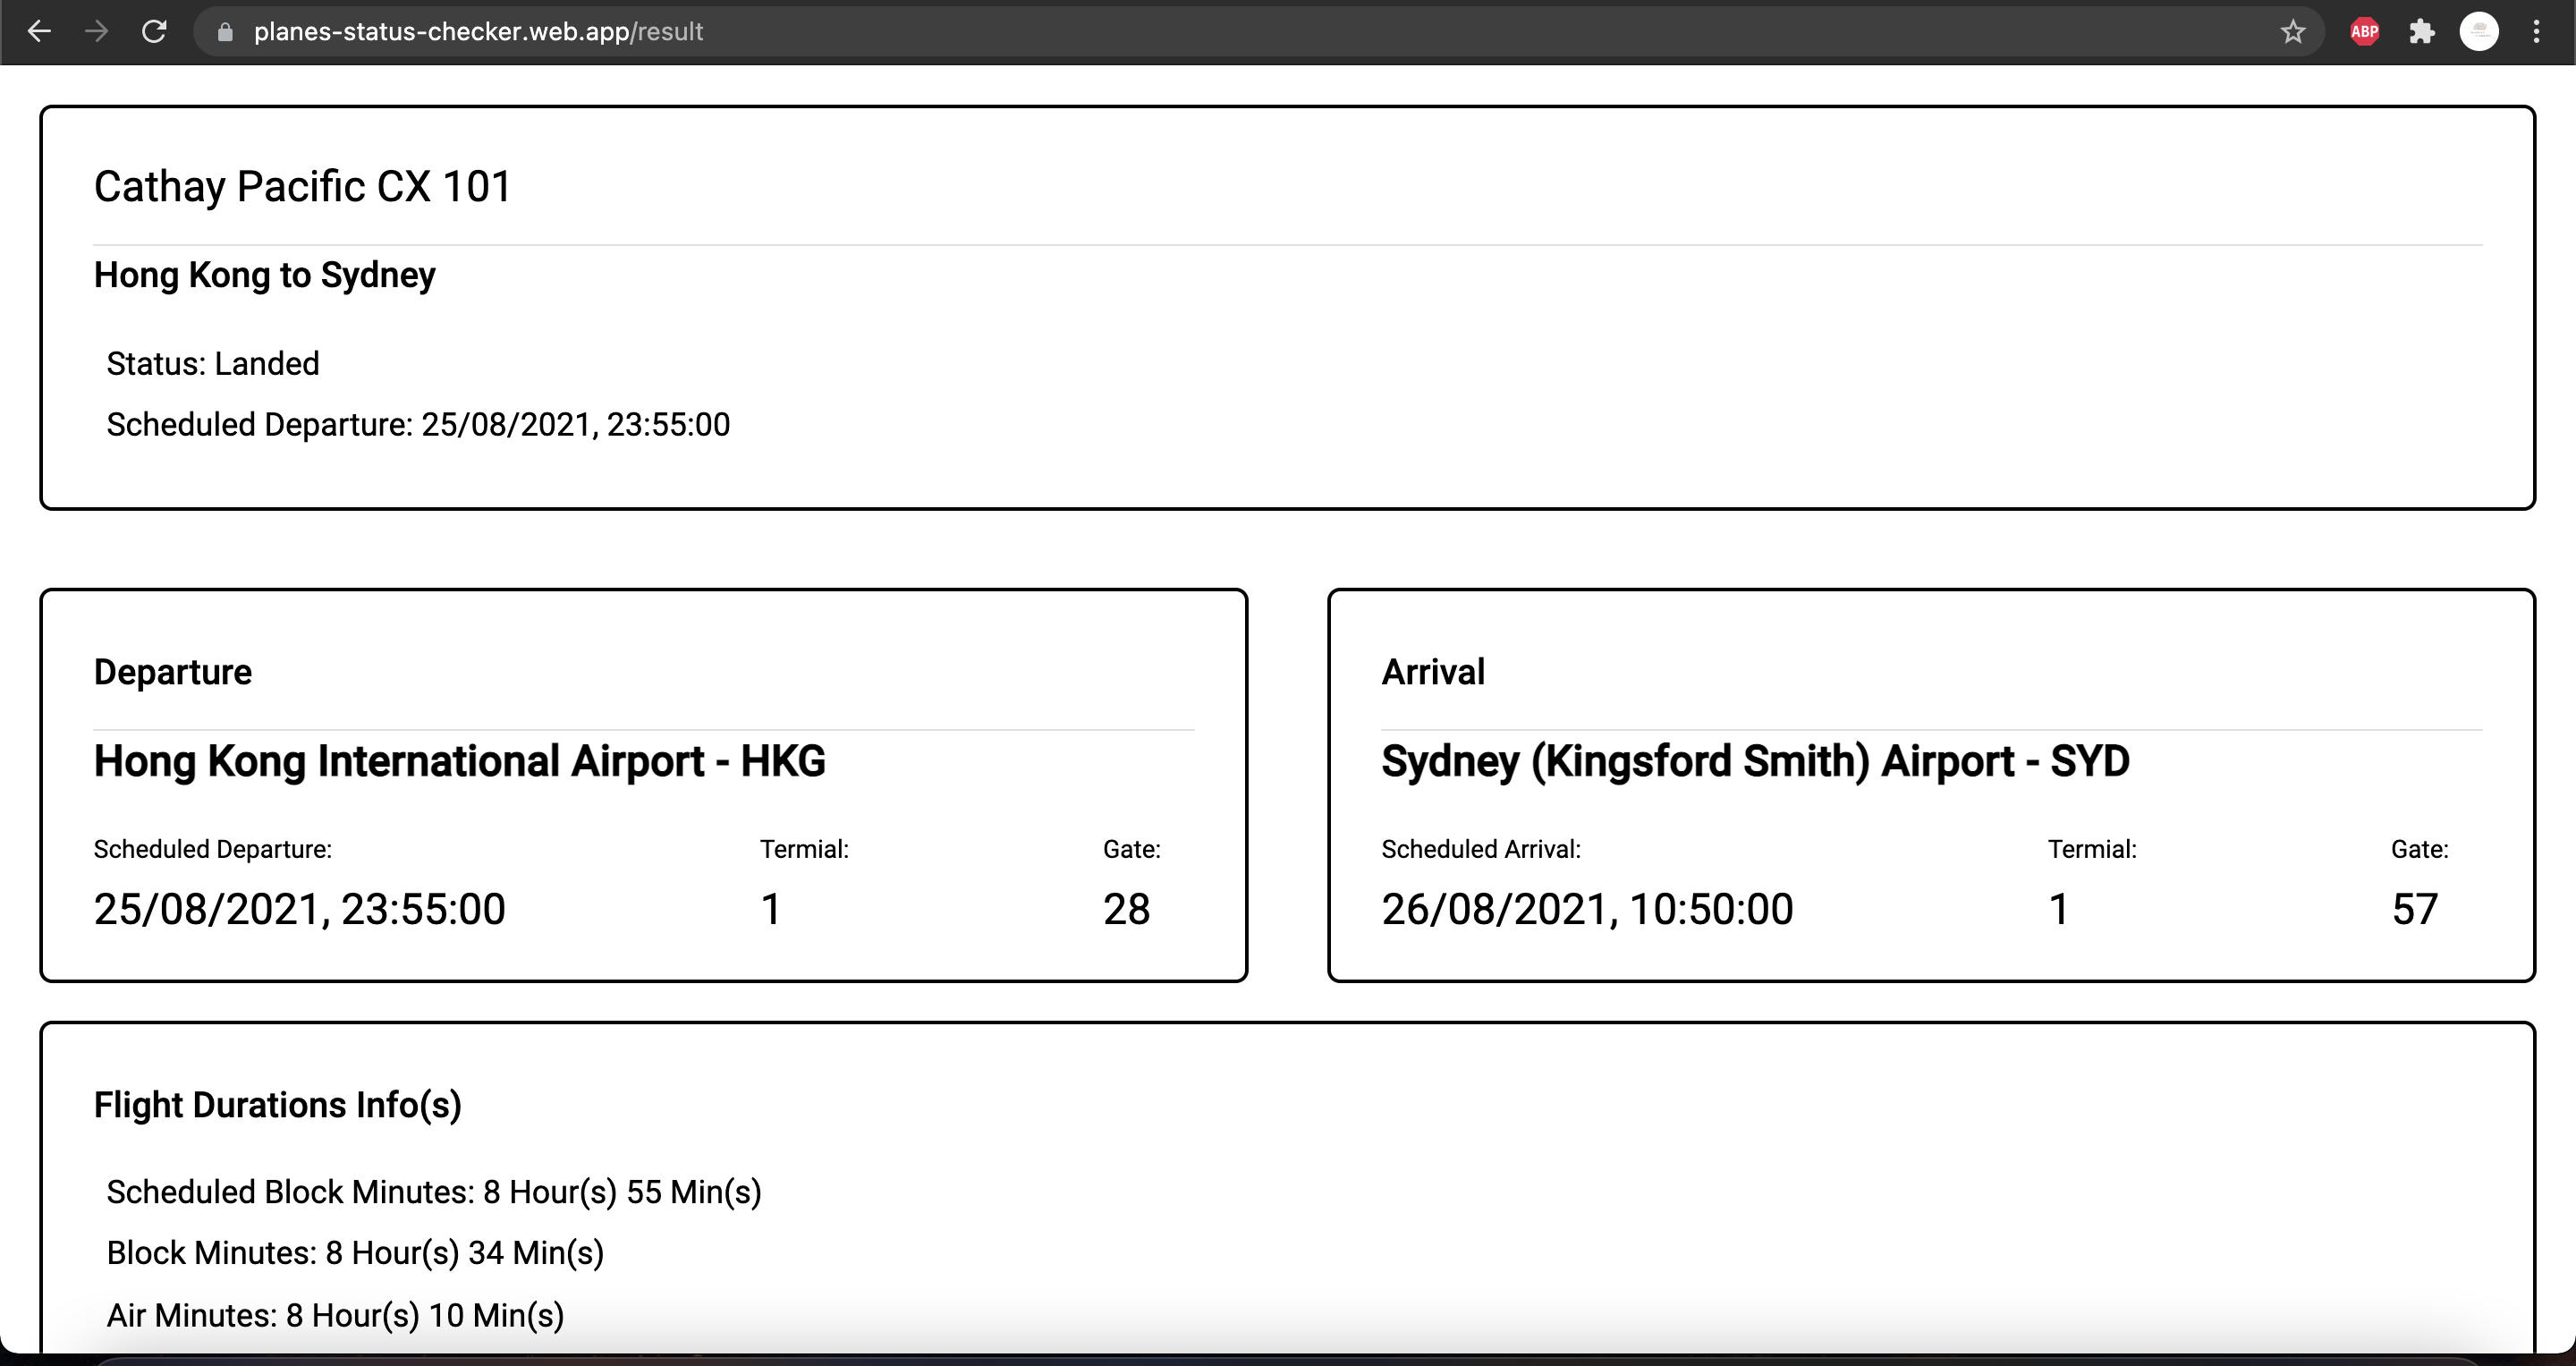 planes-status-checker.web.app/result
ABP
Cathay Pacific CX 101
Hong Kong to Sydney
Status: Landed
Scheduled Departure: 25/08/2021, 23:55:00
Departure
Hong Kong International Airport - HKG
Scheduled Departure: Termial: Gate:
25/08/2021, 23:55:00 1 28
Arrival
Sydney (Kingsford Smith) Airport - SYD
Scheduled Arrival: Termial: Gate:
26/08/2021, 10:50:00 1 57
Flight Durations Info(s)
Scheduled Block Minutes: 8 Hour(s) 55 Min(s)
Block Minutes: 8 Hour(s) 34 Min(s)
Air Minutes: 8 Hour(s) 10 Min(s)